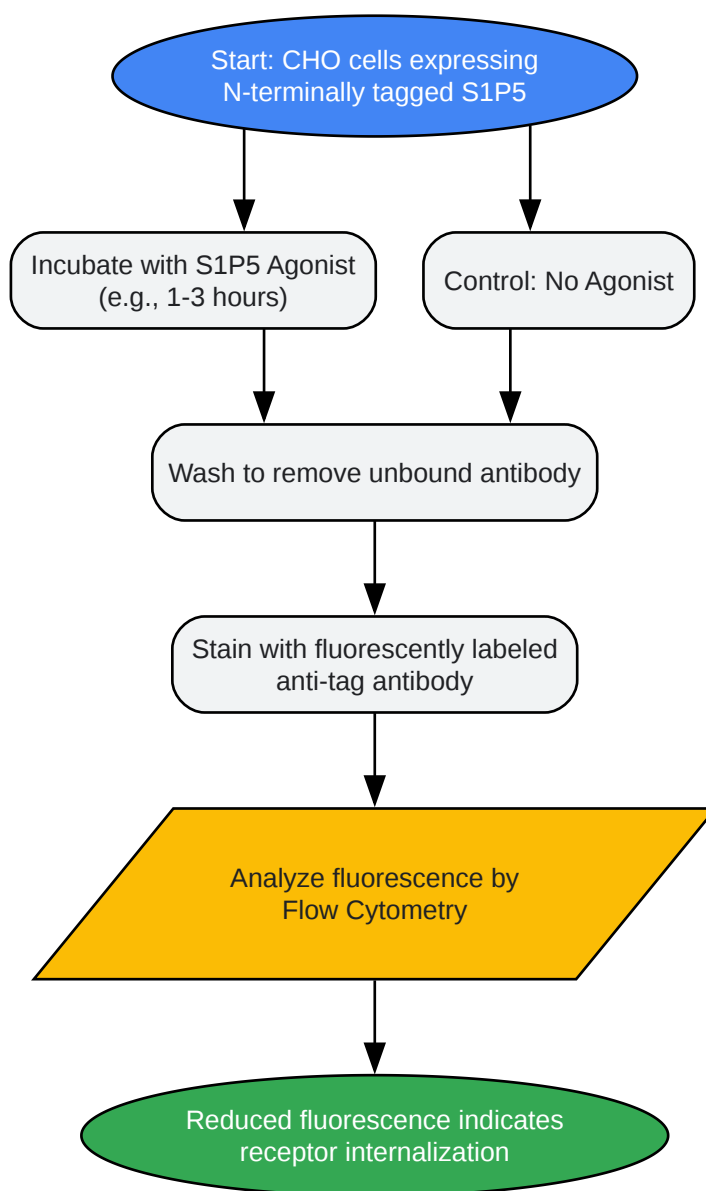 Start: CHO cells expressing
N-terminally tagged S1P5
Incubate with S1P5 Agonist
(e.g., 1-3 hours)
Control: No Agonist
Wash to remove unbound antibody
Stain with fluorescently labeled
anti-tag antibody
Analyze fluorescence by
Flow Cytometry
Reduced fluorescence indicates
receptor internalization